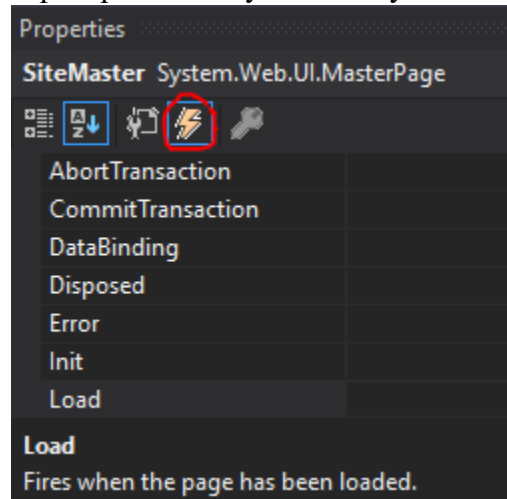 Properties
SiteMaster System.Web.UI.MasterPage
AbortTransaction
CommitTransaction
DataBinding
Disposed
Error
Init
Load
Load
Fires when the page has been loaded.